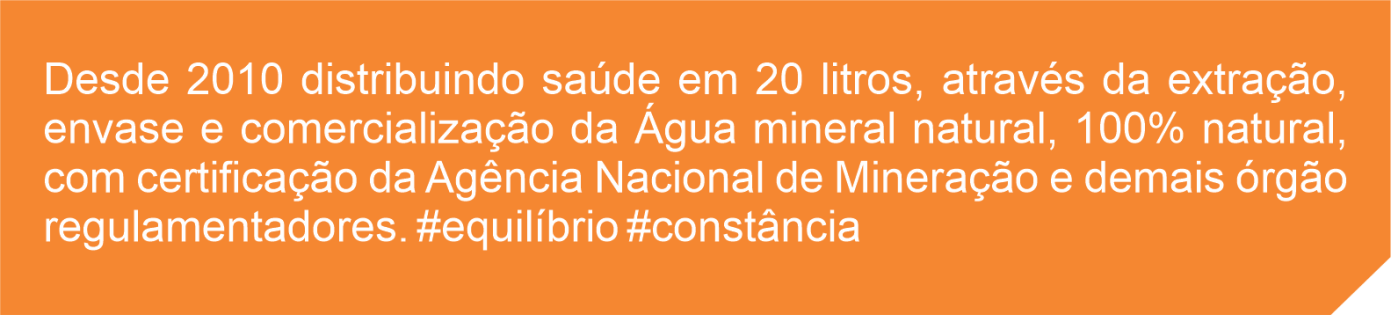 Desde 2010 distribuindo saúde em 20 litros, através da extração,
envase e comercialização da Água mineral natural, 100% natural,
com certificação da Agência Nacional de Mineração e demais órgão
regulamentadores. #equilíbrio #constância